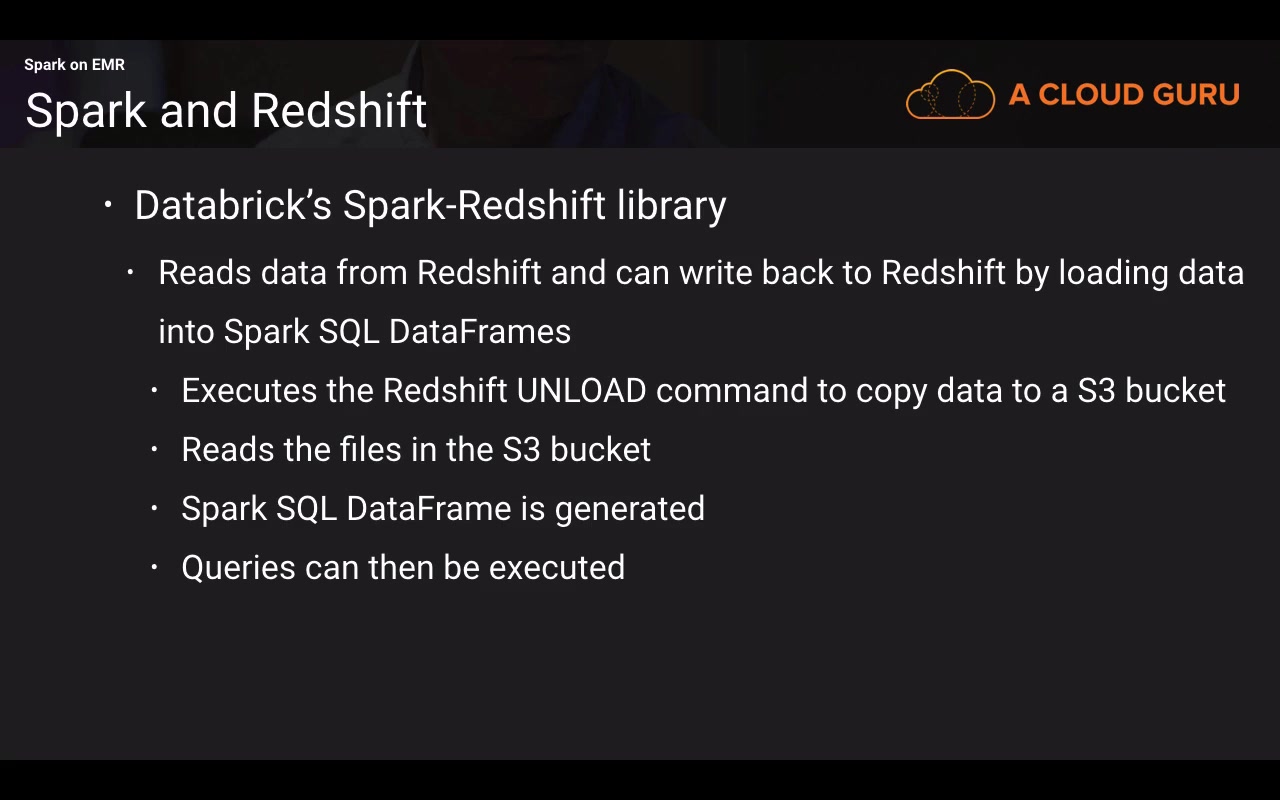 Spark on EMR
Spark and Redshift
A CLOUD GURU
• Databrick’s Spark-Redshift library
• Reads data from Redshift and can write back to Redshift by loading data
into Spark SQL DataFrames
• Executes the Redshift UNLOAD command to copy data to a S3 bucket
• Reads the files in the S3 bucket
• Spark SQL DataFrame is generated
• Queries can then be executed